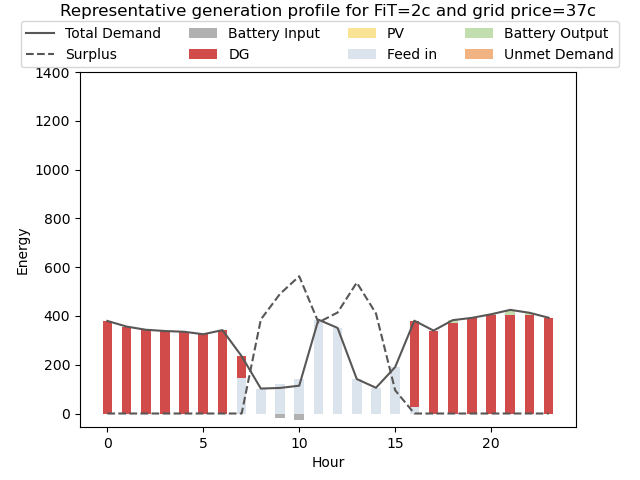 Representative generation profile for FiT=2c and grid price=37c
Total Demand Battery Input PV Battery Output
Surplus DG Feed in Unmet Demand
1400
1200
1000
800
600
400
200
0
Energy
0 5 10 15 20
Hour